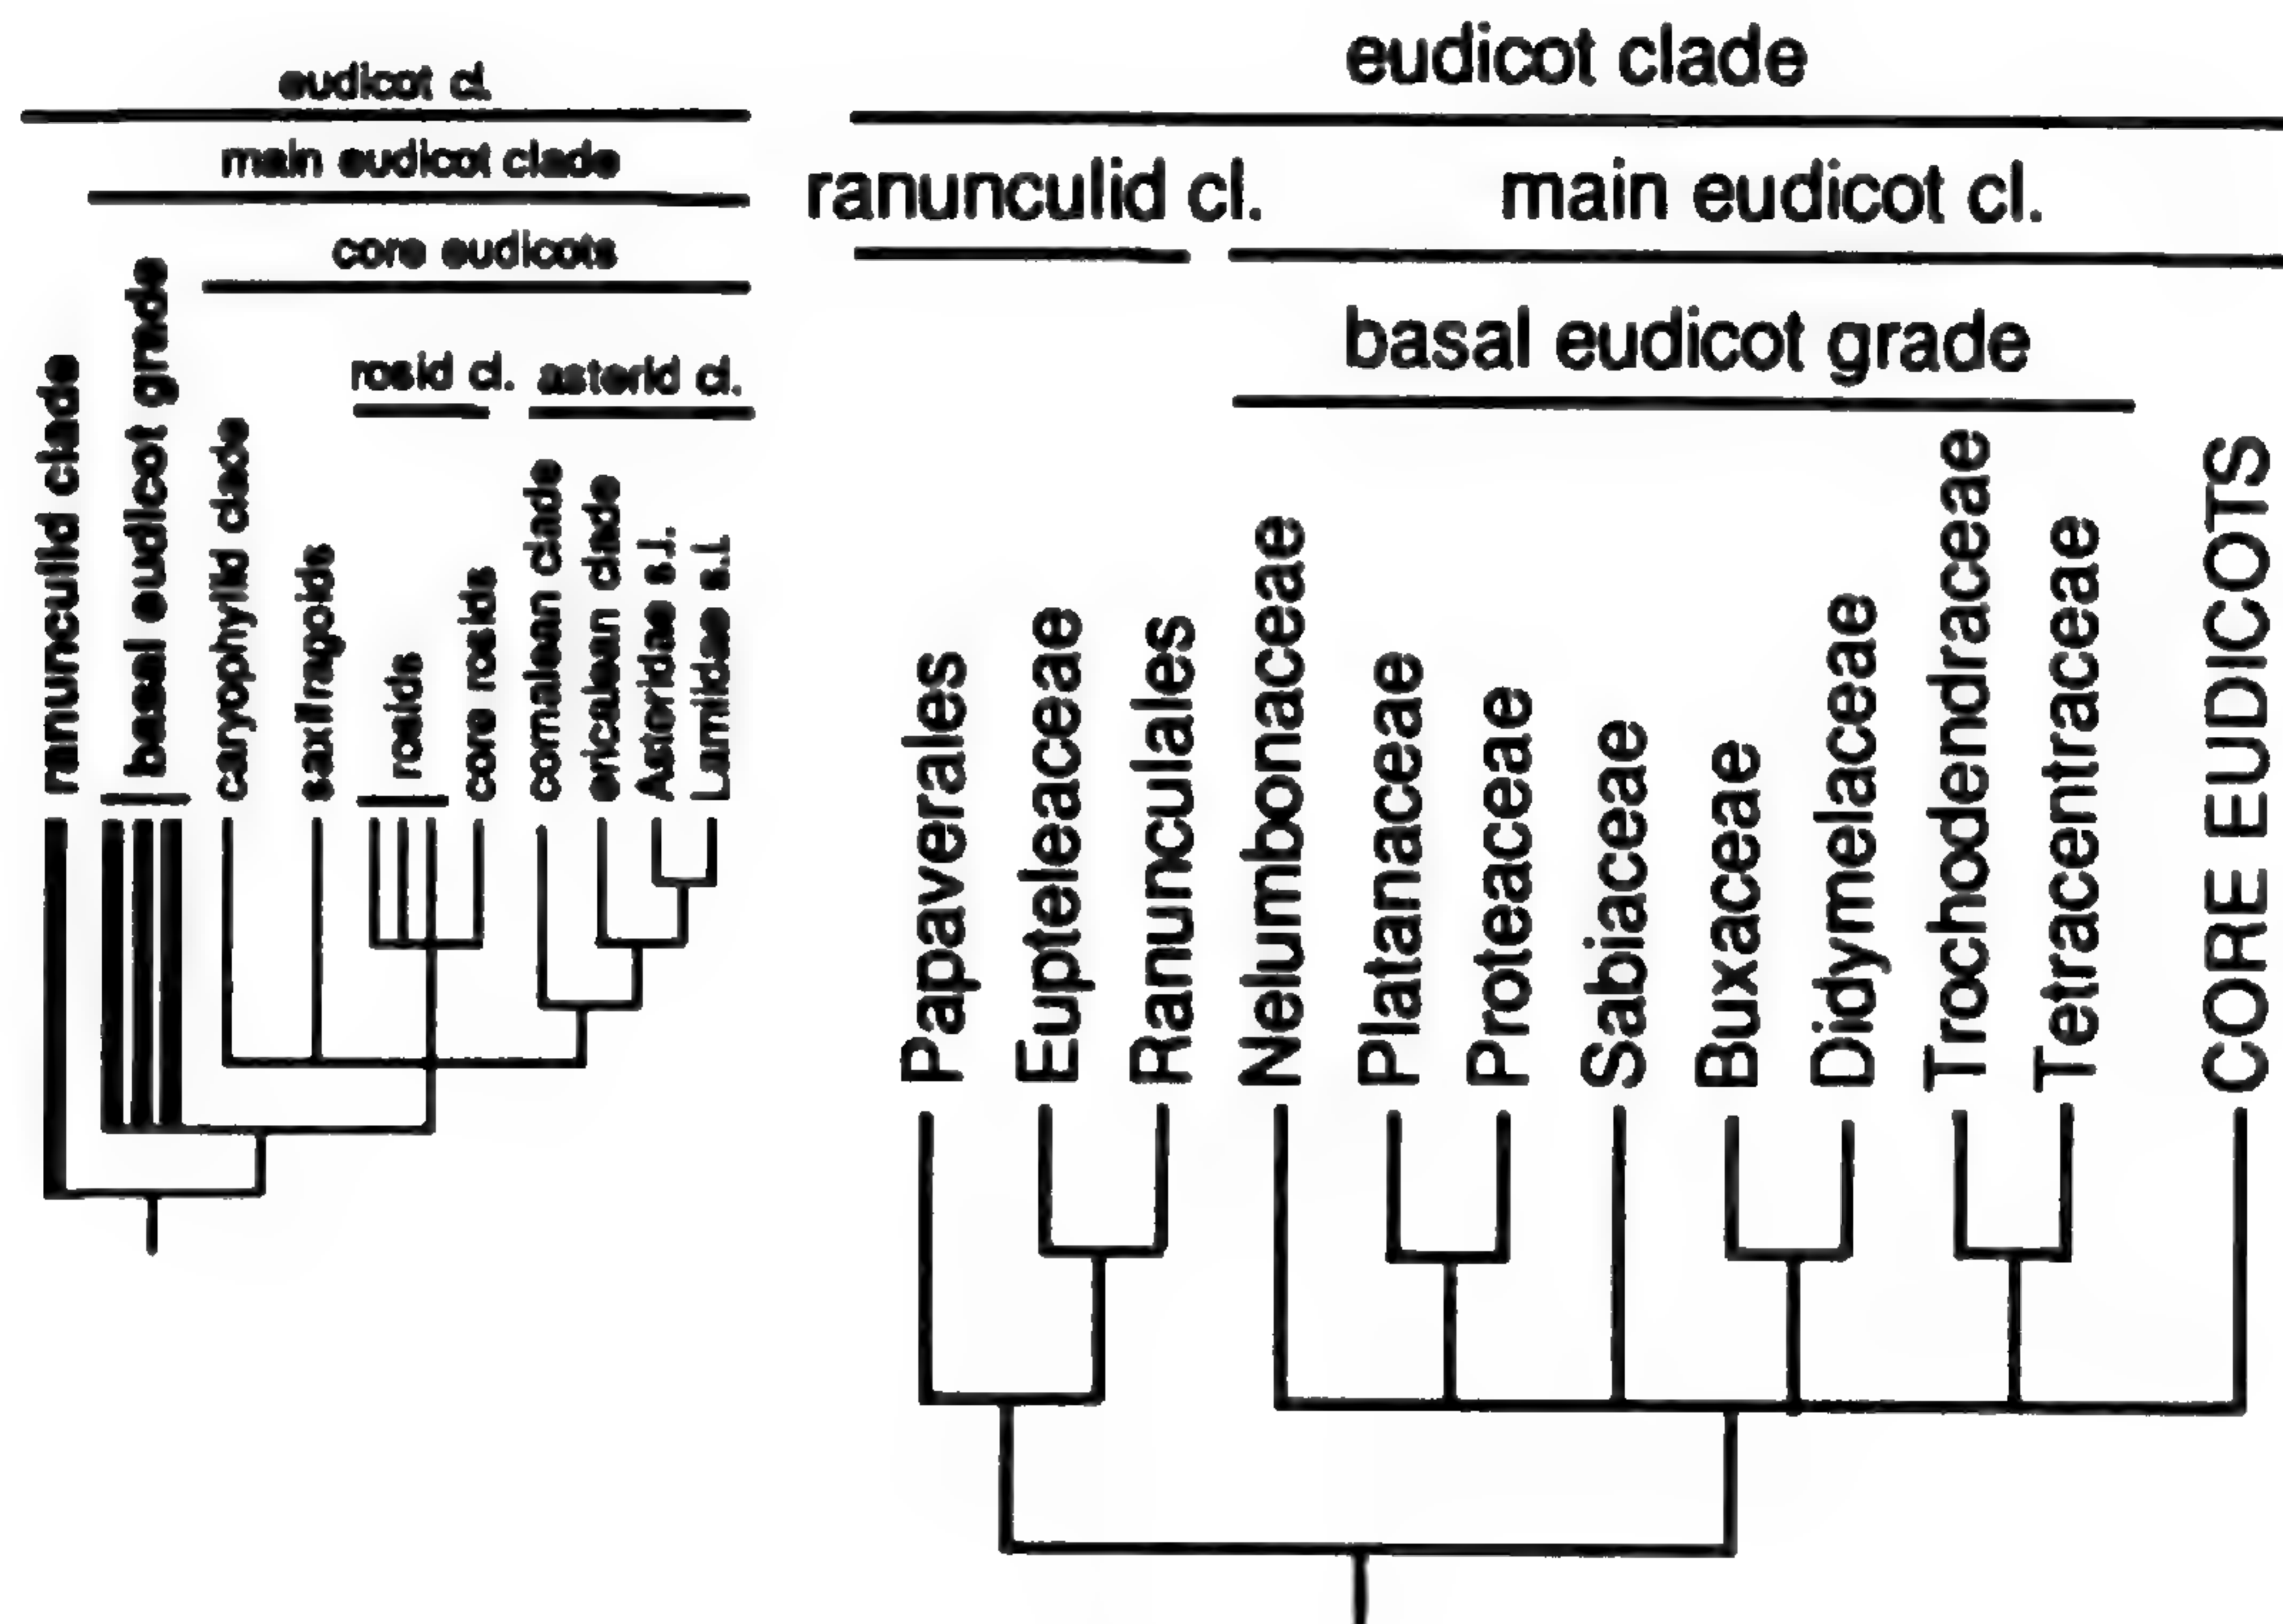 eudicot cl.
main eudicot clade
core eudicots
rosid cl. asterid cl.
ranunculid clade
basal eudicot grade
caryophyllid clade
saxifragoids
rosids
core rosids
cornalean clade
ericalean clade
Asteridae s.l.
Lamiidae s.l.
eudicot clade
ranunculid cl. main eudicot cl.
basal eudicot grade
Papaverales
Eupteleaceae
Ranunculales
Nelumbonaceae
Platanaceae
Proteaceae
Sabiaceae
Buxaceae
Didymelaceae
Trochodendraceae
Tetracentraceae
CORE EUDICOTS